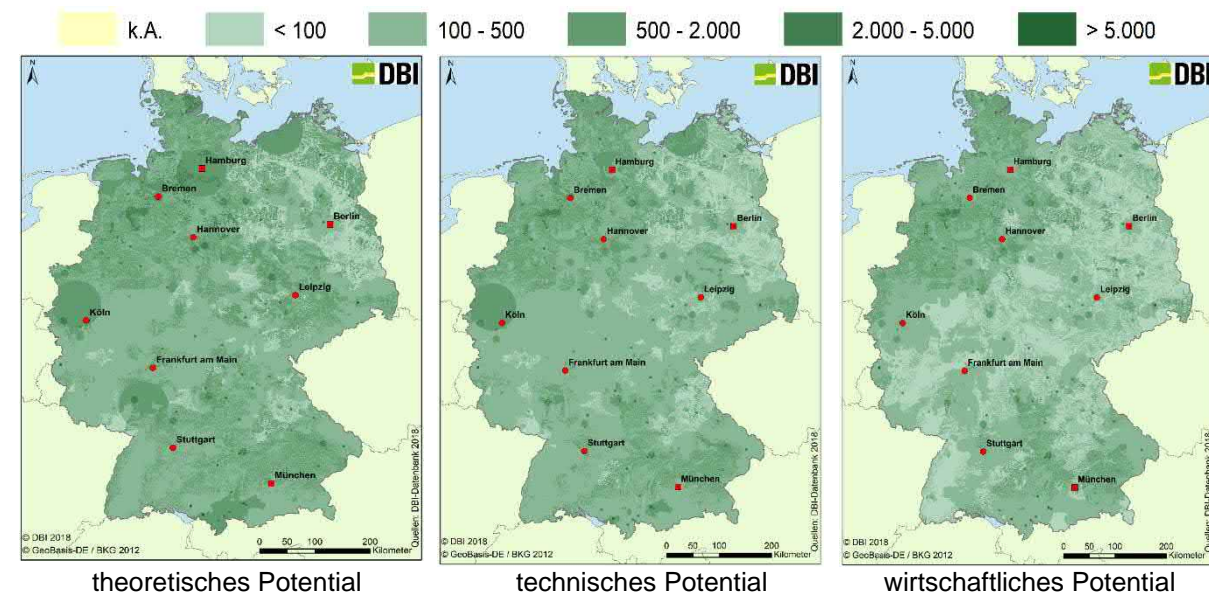 k.A. < 100 100 - 500 500 - 2.000 2.000 - 5.000 > 5.000
N
DBI
Hamburg
Bremen
Berlin
Hannover
Leipzig
Köln
Frankfurt am Main
Stuttgart
München
© DBI 2018
© GeoBasis-DE / BKG 2012
0 50 100 200
Kilometer
Quellen: DBI-Datenbank 2018
theoretisches Potential
N
DBI
Hamburg
Bremen
Berlin
Hannover
Leipzig
Köln
Frankfurt am Main
Stuttgart
München
© DBI 2018
© GeoBasis-DE / BKG 2012
0 50 100 200
Kilometer
Quellen: DBI-Datenbank 2018
technisches Potential
N
DBI
Hamburg
Bremen
Berlin
Hannover
Leipzig
Köln
Frankfurt am Main
Stuttgart
München
© DBI 2018
© GeoBasis-DE / BKG 2012
0 50 100 200
Kilometer
Quellen: DBI-Datenbank 2018
wirtschaftliches Potential